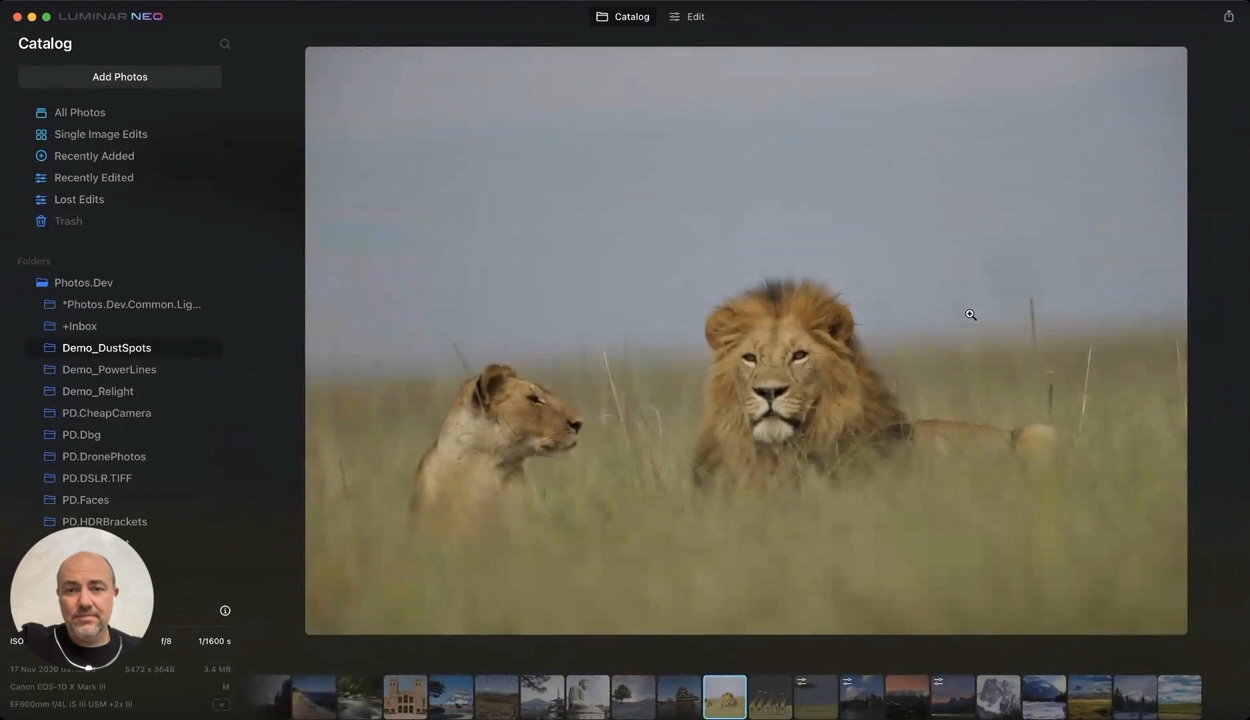 LUMINAR NEO
Catalog
Edit
Catalog
Add Photos
All Photos
Single Image Edits
Recently Added
Recently Edited
Lost Edits
Trash
Folders
Photos.Dev
*Photos.Dev.Common.Lig...
+Inbox
Demo_DustSpots
Demo_PowerLines
Demo_Relight
PD.CheapCamera
PD.Dbg
PD.DronePhotos
PD.DSLR.TIFF
PD.Faces
PD.HDRBrackets
ISO f/8 1/1600 s
17 Nov 2020 5472 x 3648 3.4 MB
Canon EOS-1D X Mark III M
EF600mm f/4L IS III USM +2x III